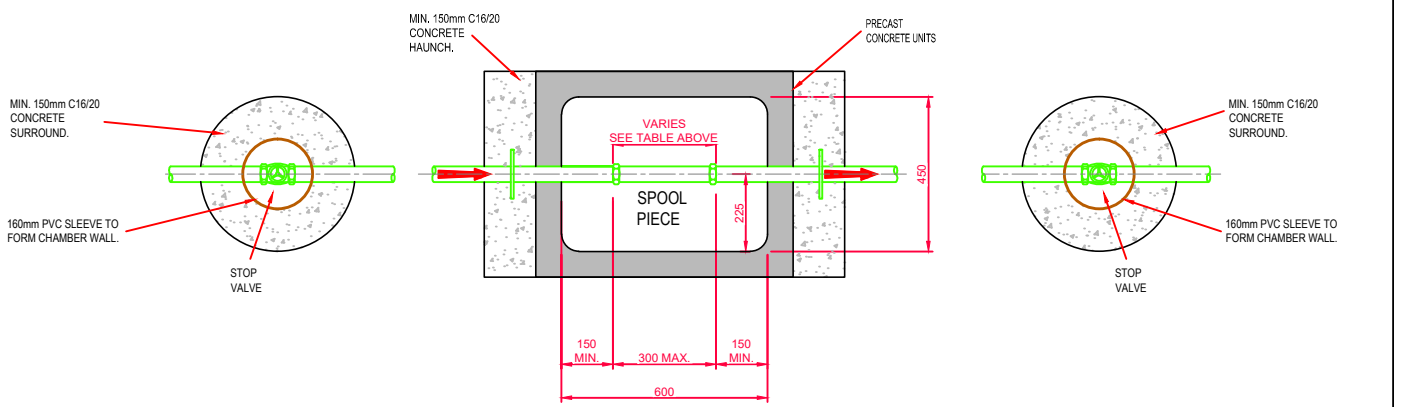 MIN. 150mm C16/20
CONCRETE
HAUNCH.
PRECAST
CONCRETE UNITS
MIN. 150mm C16/20
CONCRETE
SURROUND.
MIN. 150mm C16/20
CONCRETE
SURROUND.
VARIES
SEE TABLE ABOVE
450
SPOOL
PIECE
225
160mm PVC SLEEVE TO
FORM CHAMBER WALL.
160mm PVC SLEEVE TO
FORM CHAMBER WALL.
STOP
VALVE
STOP
VALVE
150
MIN.
300 MAX.
150
MIN.
600